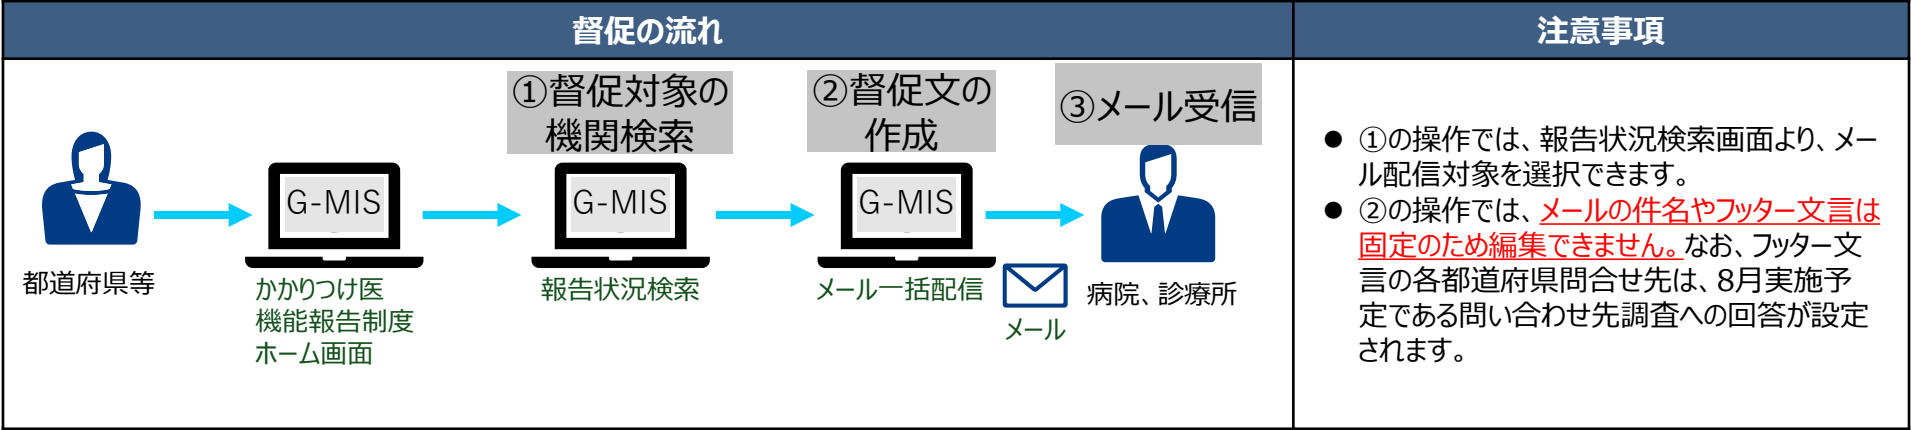 督促の流れ
注意事項
①督促対象の
機関検索
②督促文の
作成
③メール受信
G-MIS
G-MIS
G-MIS
都道府県等
かかりつけ医
機能報告制度
ホーム画面
報告状況検索
メール一括配信
メール
病院、診療所
● ①の操作では、報告状況検索画面より、メー
ル配信対象を選択できます。
● ②の操作では、メールの件名やフッター文言は
固定のため編集できません。なお、フッター文
言の各都道府県問合せ先は、8月実施予
定である問い合わせ先調査への回答が設定
されます。